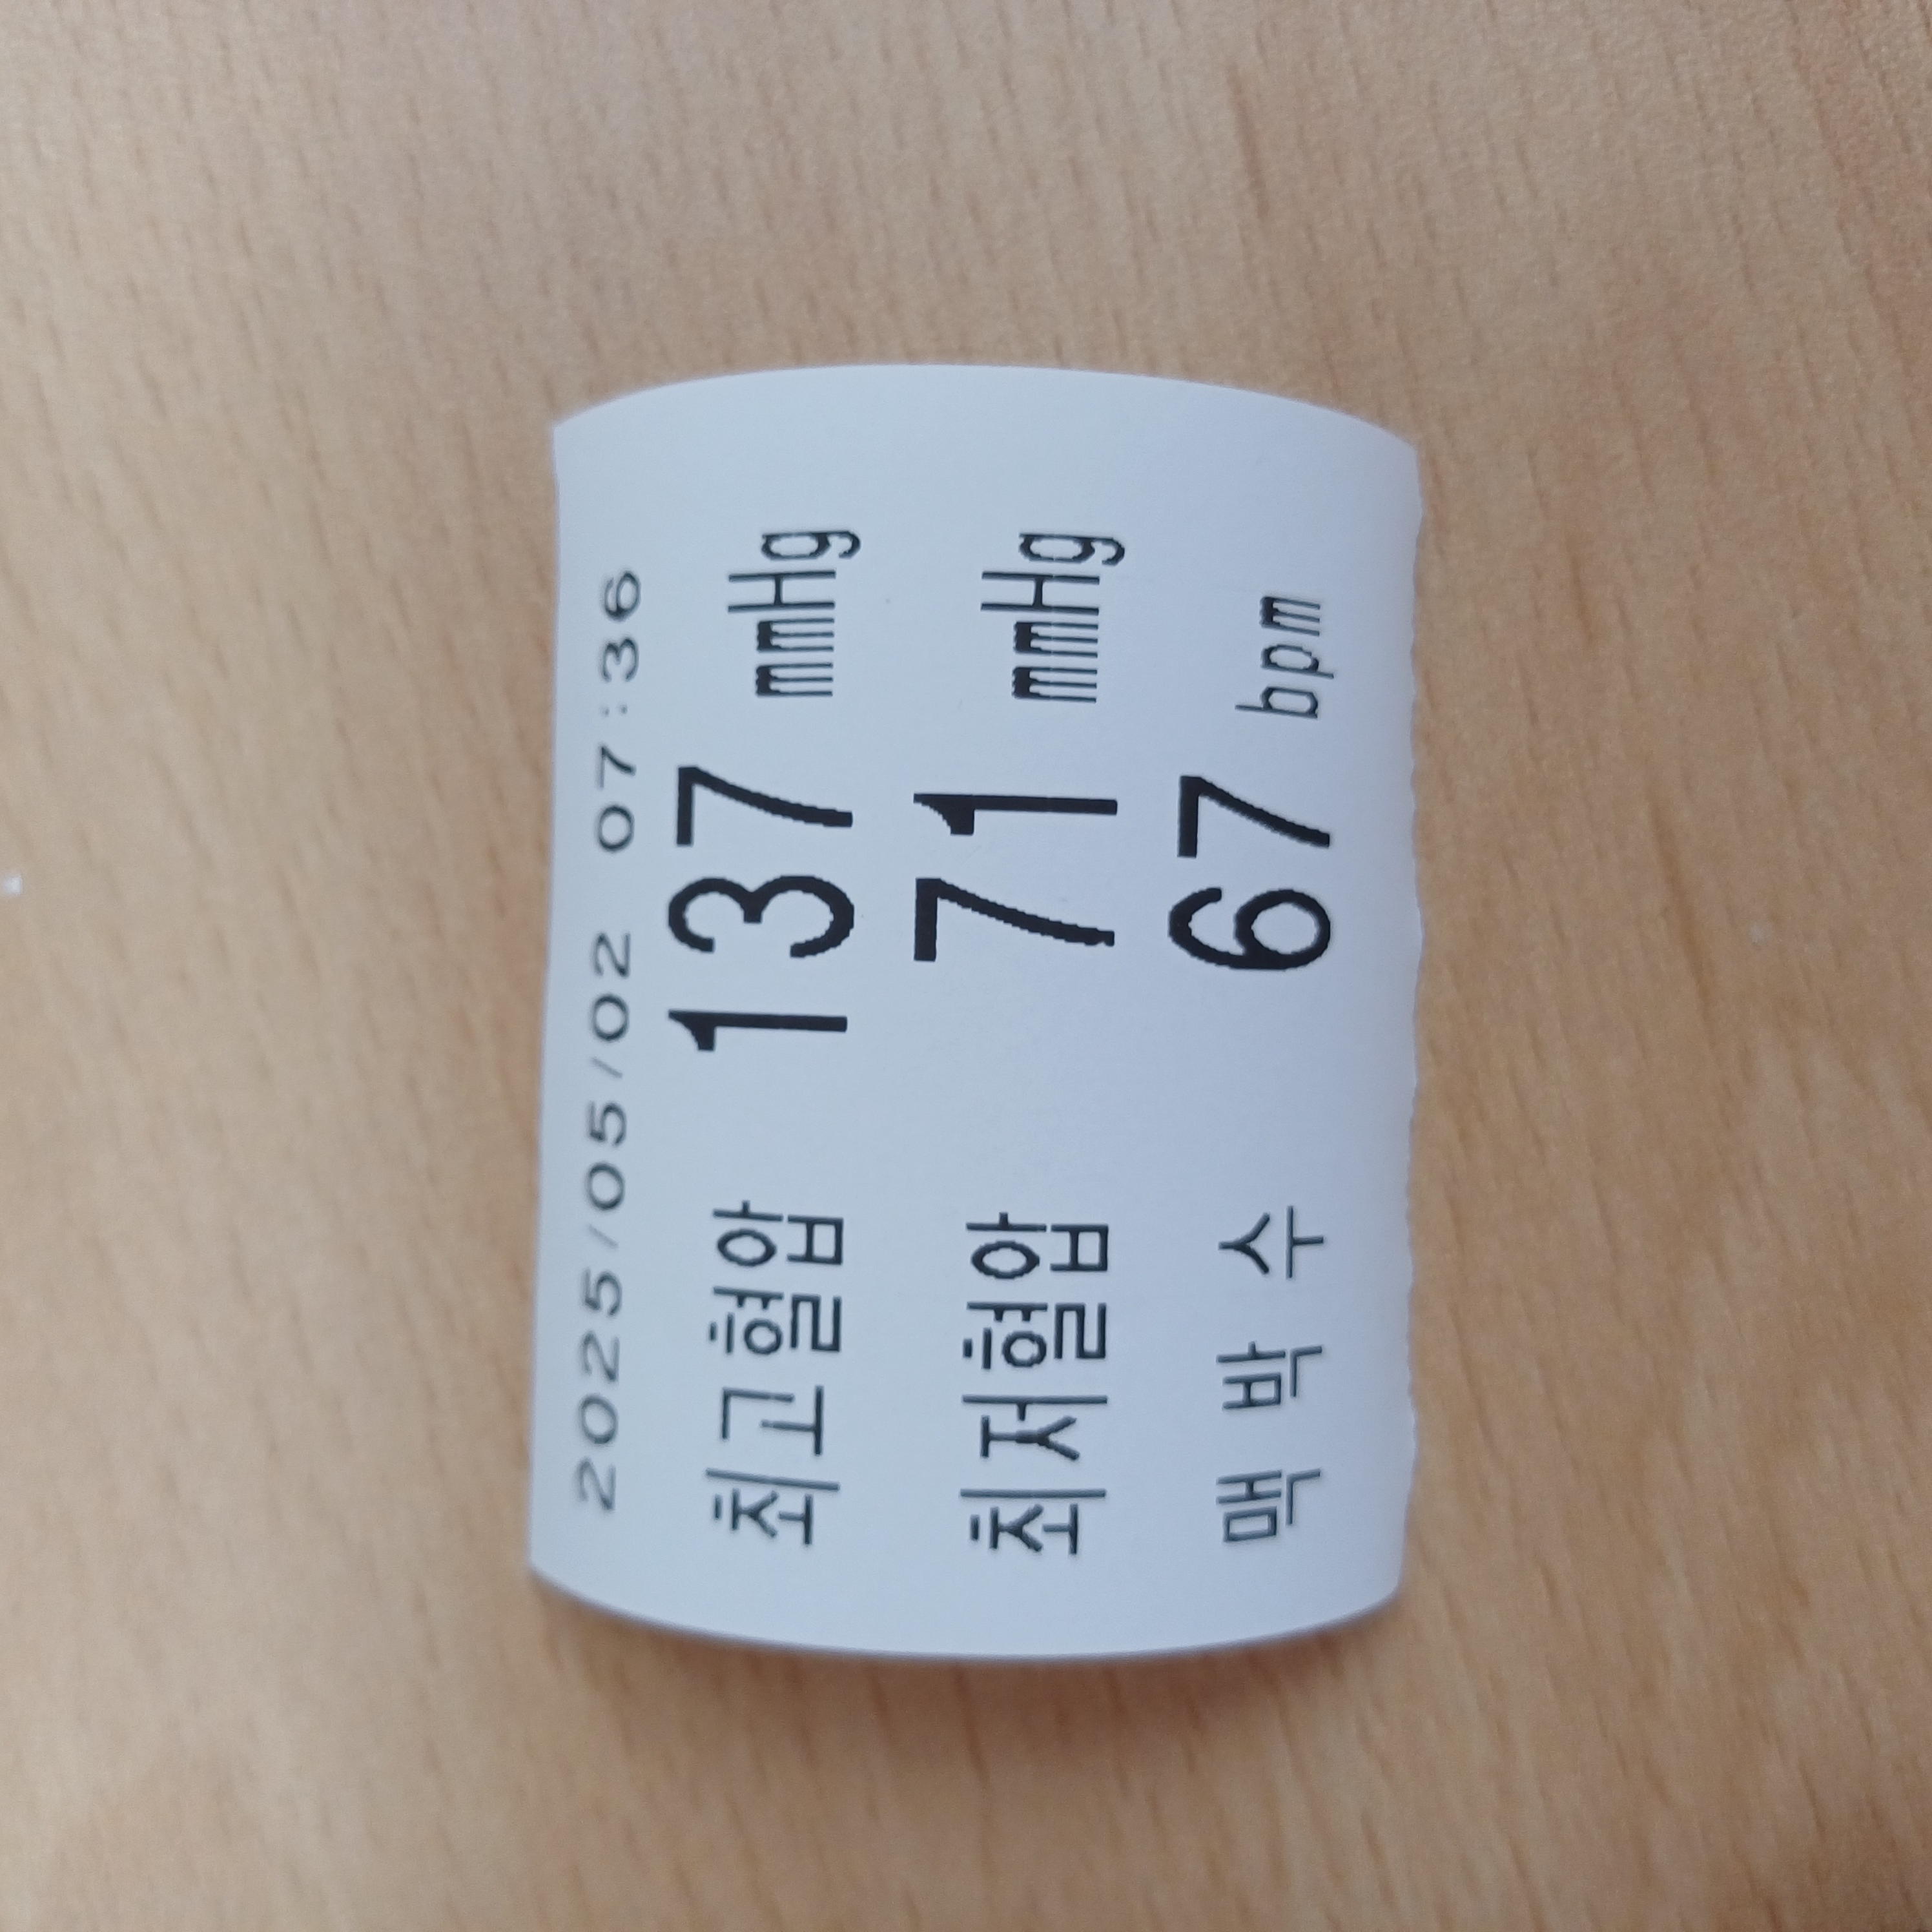 2025/05/02 07:36
최고혈압 137 mmHg
최저혈압 71 mmHg
맥 박 수 67 bpm